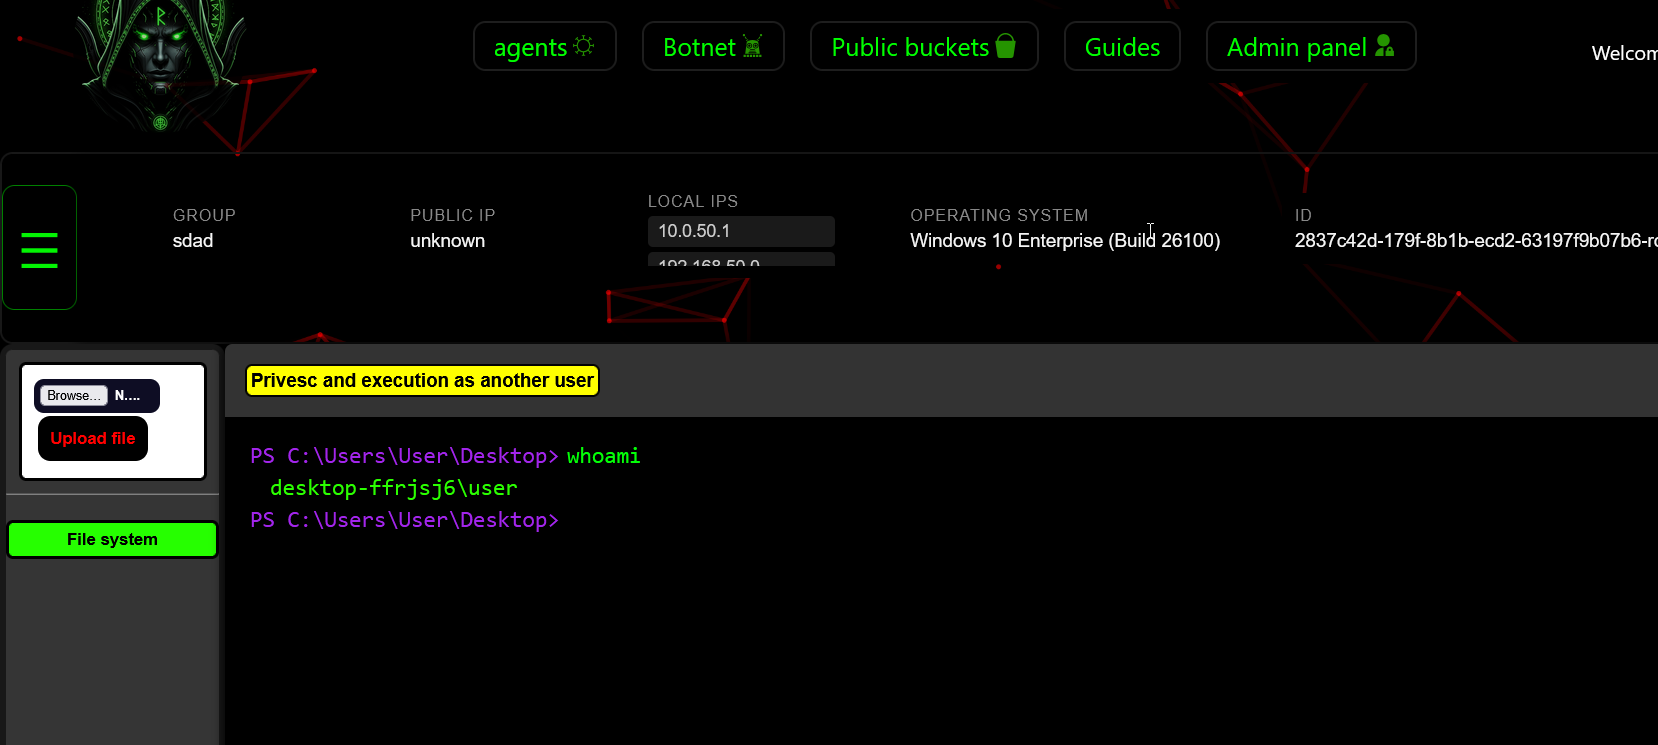 agents
Botnet
Public buckets
Guides
Admin panel
Welcom
GROUP
sdad
PUBLIC IP
unknown
LOCAL IPS
10.0.50.1
192.168.50.0
OPERATING SYSTEM
Windows 10 Enterprise (Build 26100)
ID
2837c42d-179f-8b1b-ecd2-63197f9b07b6-r
Browse... N....
Upload file
File system
Privesc and execution as another user
PS C:\Users\User\Desktop> whoami
desktop-ffrjsj6\user
PS C:\Users\User\Desktop>